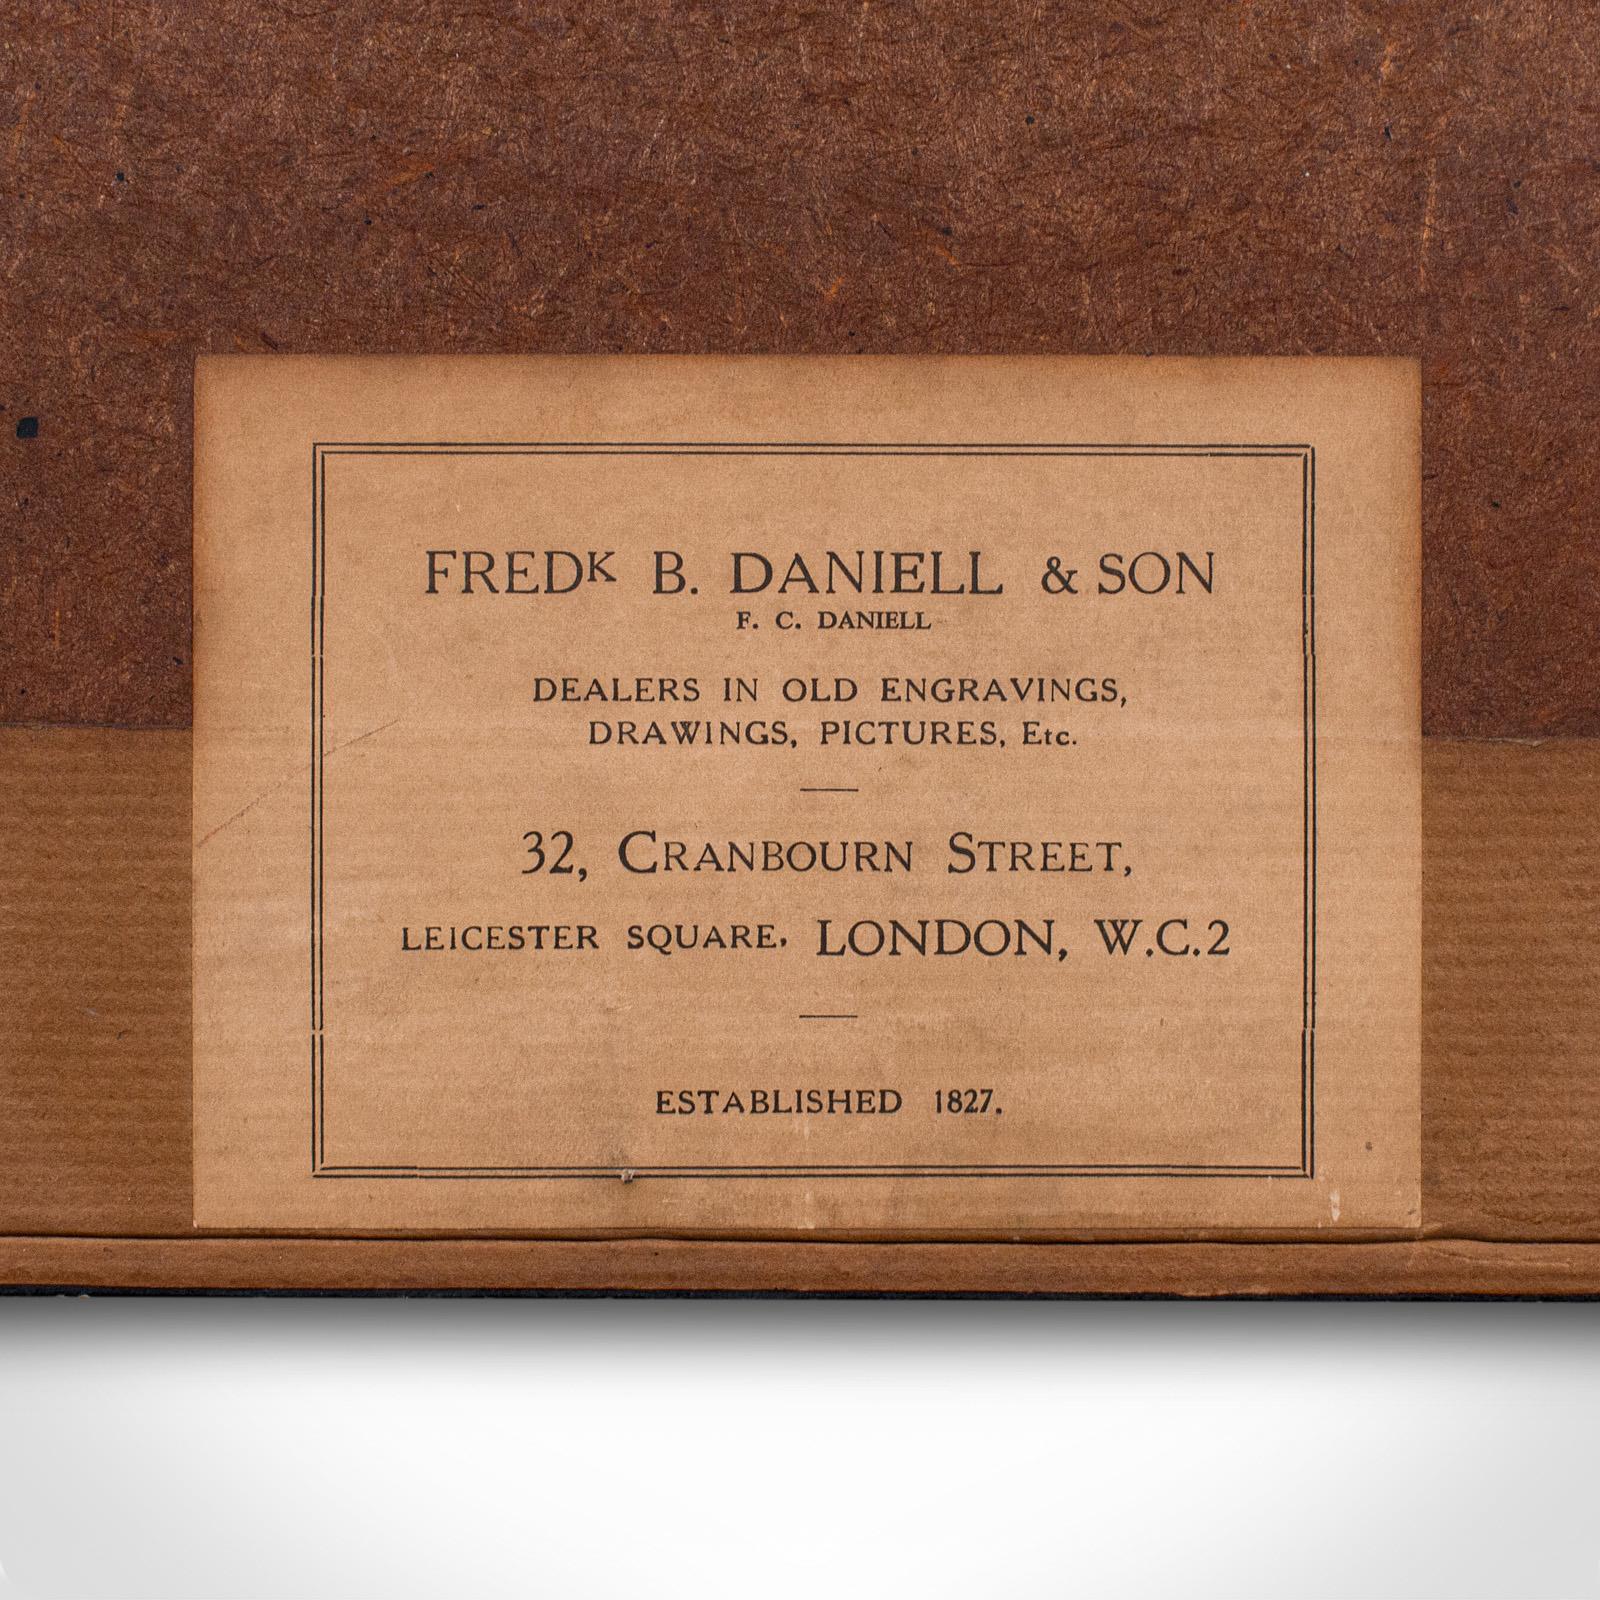 FREDK B. DANIELL & SON
F. C. DANIELL
DEALERS IN OLD ENGRAVINGS,
DRAWINGS, PICTURES, Etc.
32, CRANBOURN STREET,
LEICESTER SQUARE, LONDON, W.C.2
ESTABLISHED 1827.